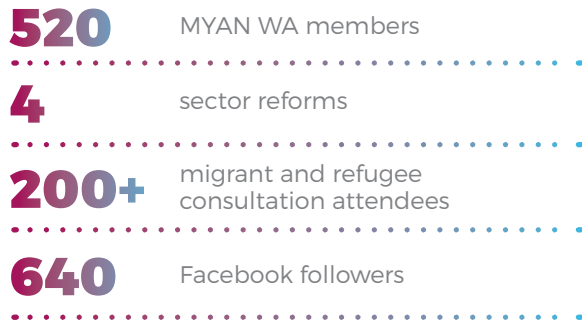 520 MYAN WA members
4 sector reforms
200+ migrant and refugee
consultation attendees
640 Facebook followers